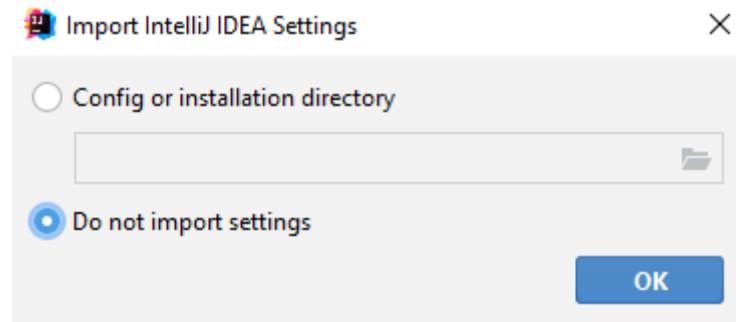 Import IntelliJ IDEA Settings
Config or installation directory
Do not import settings
OK